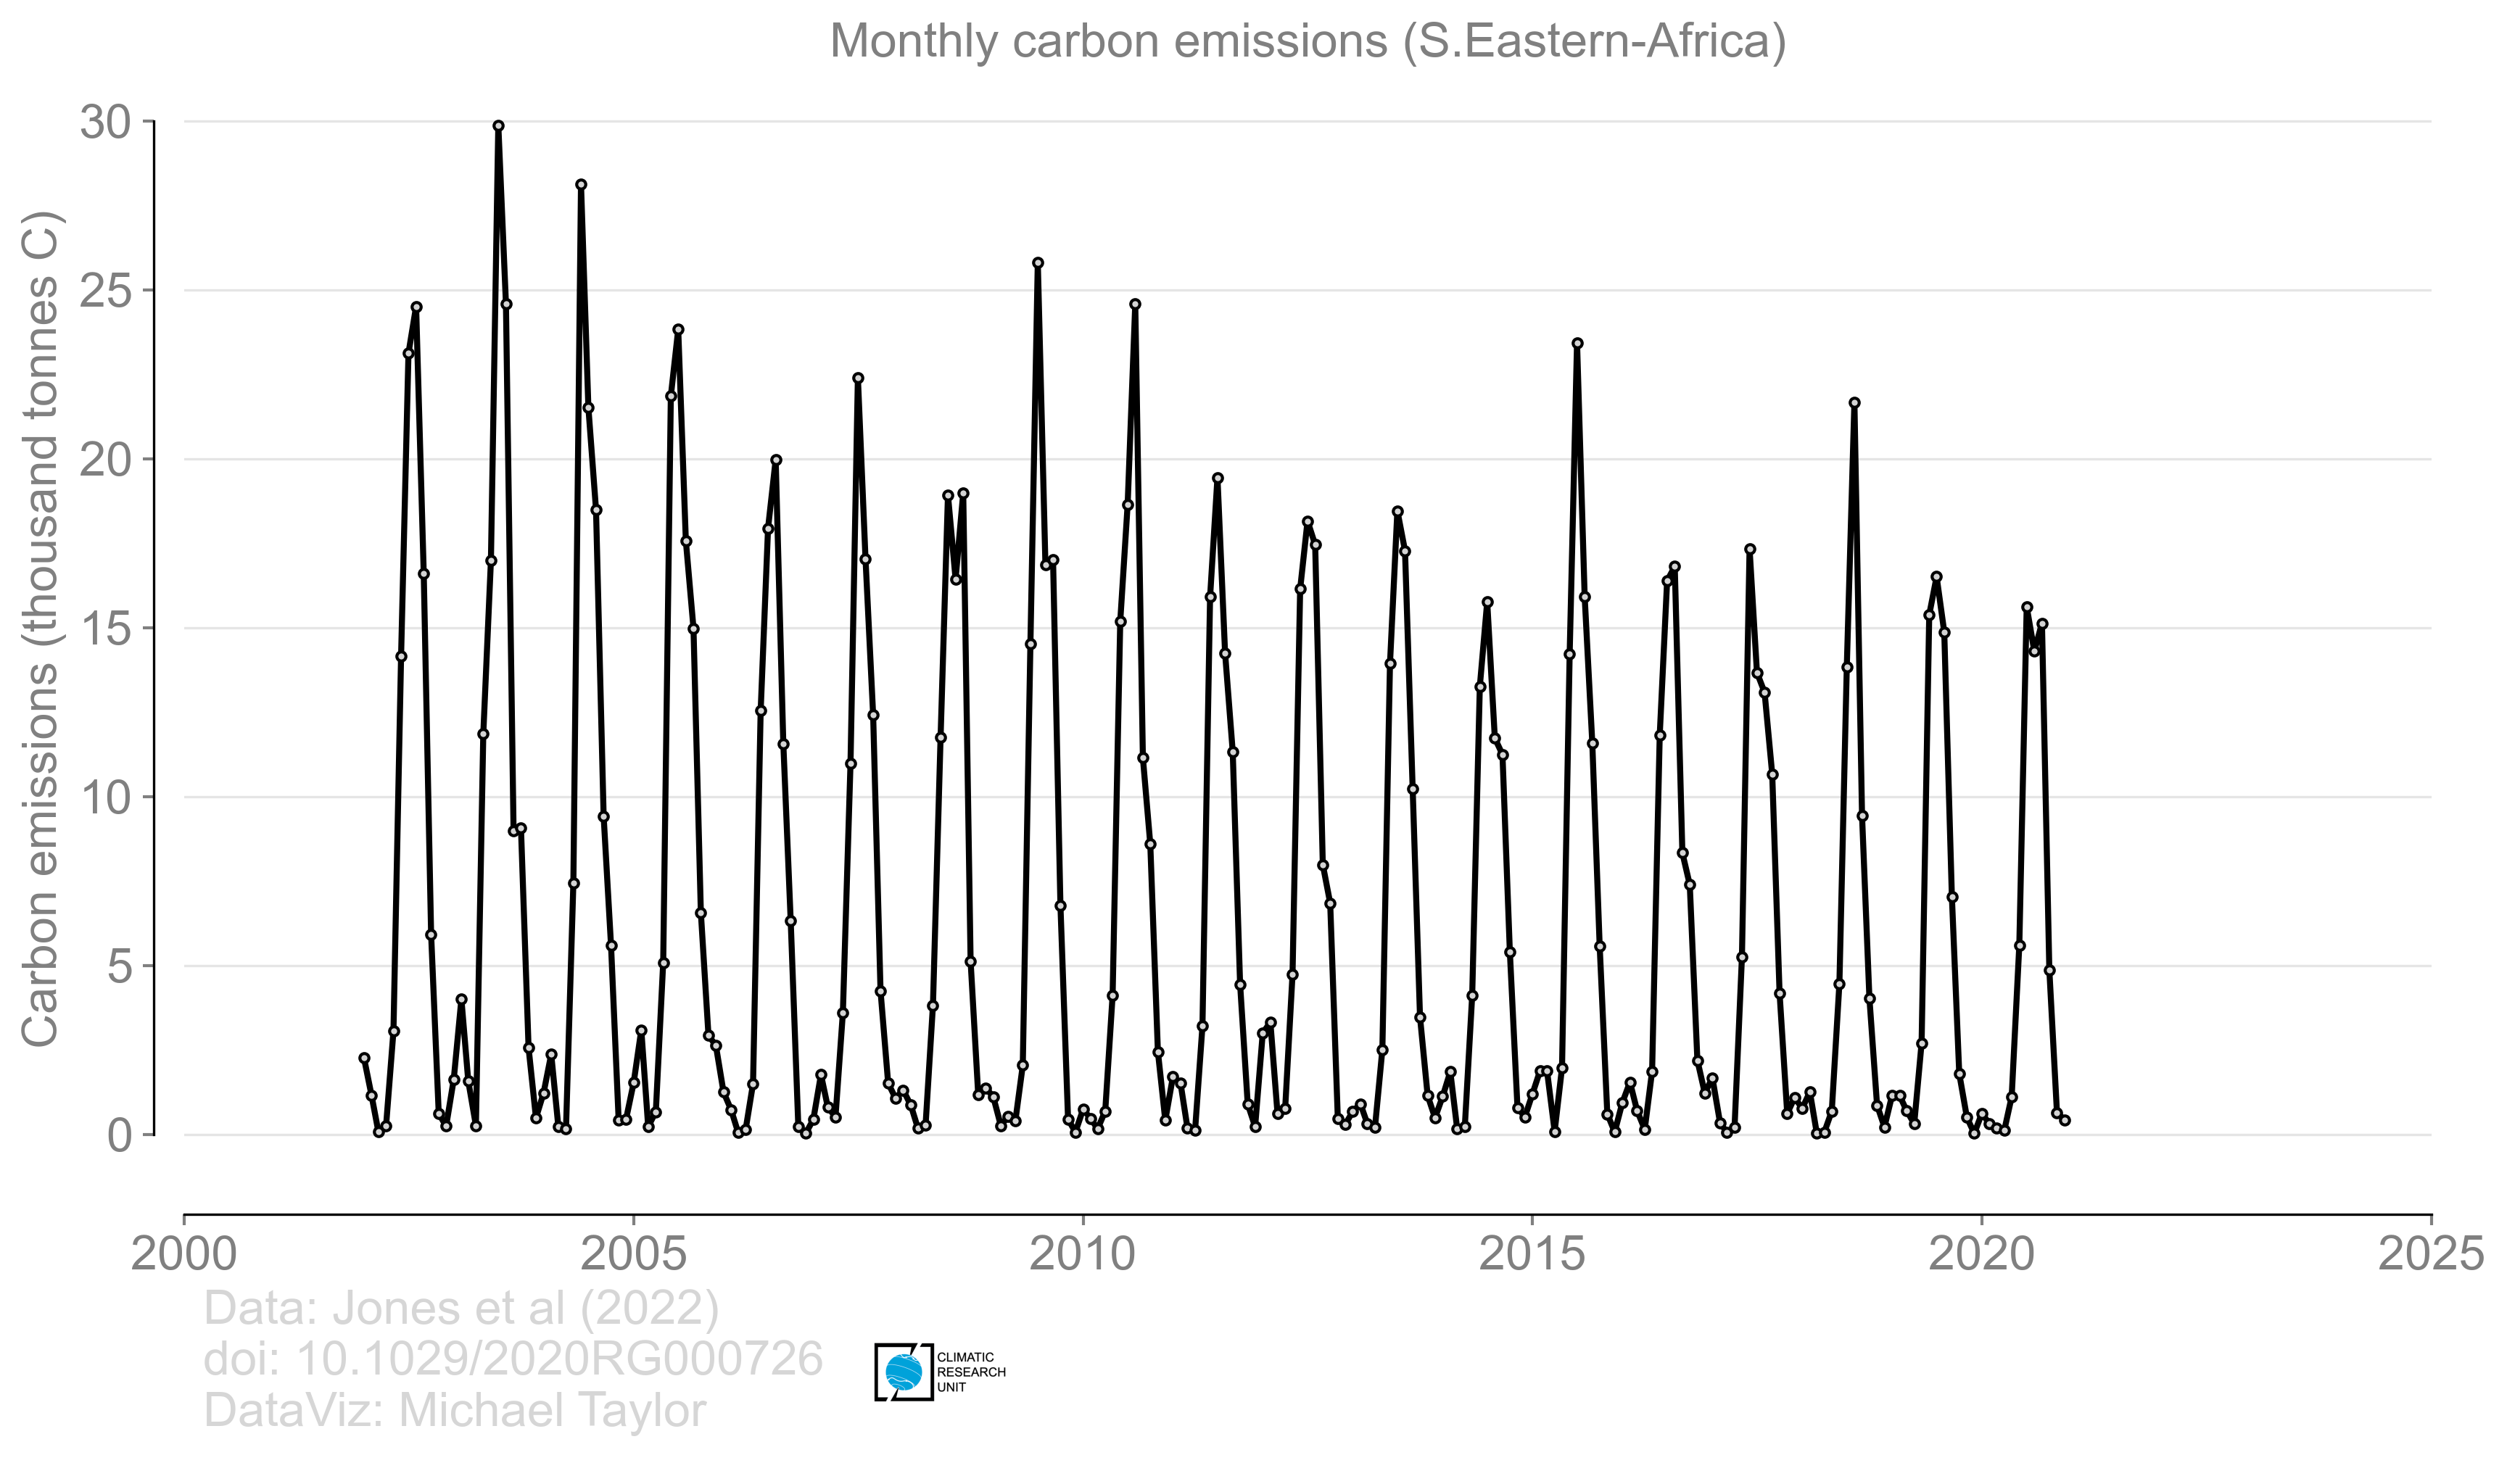 Monthly carbon emissions (S.Eastern-Africa)
Carbon emissions (thousand tonnes C)
30
25
20
15
10
5
0
2000 2005 2010 2015 2020 2025
Data: Jones et al (2022)
doi: 10.1029/2020RG000726
DataViz: Michael Taylor
CLIMATIC
RESEARCH
UNIT